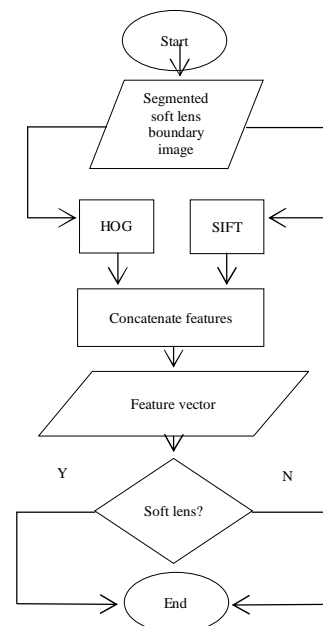 Start
Segmented
soft lens
boundary
image
HOG
SIFT
Concatenate features
Feature vector
Y
N
Soft lens?
End